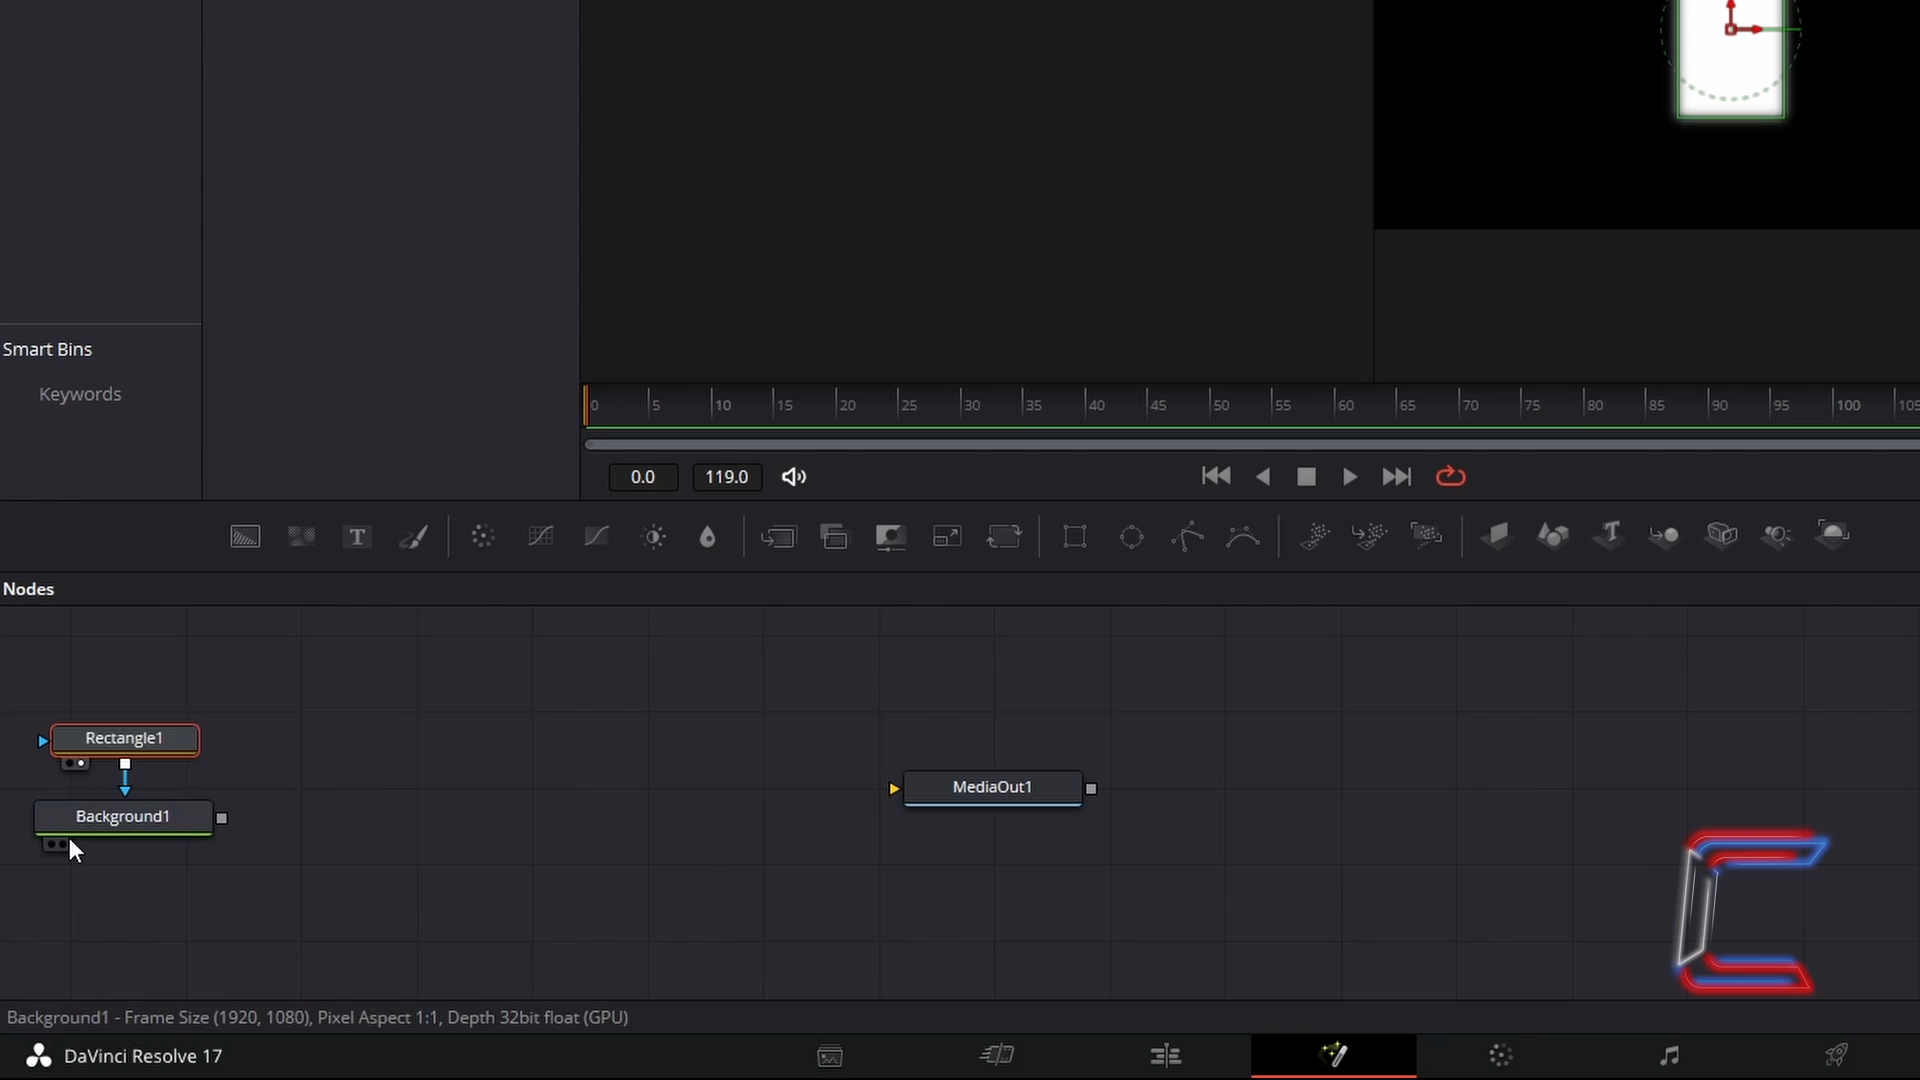 Smart Bins
Keywords
0 5 10 15 20 25 30 35 40 45 50 55 60 65 70 75 80 85 90 95 100 105
0.0 119.0
T T
Nodes
Rectangle1
MediaOut1
Background1
Background1 - Frame Size (1920, 1080), Pixel Aspect 1:1, Depth 32bit float (GPU)
DaVinci Resolve 17